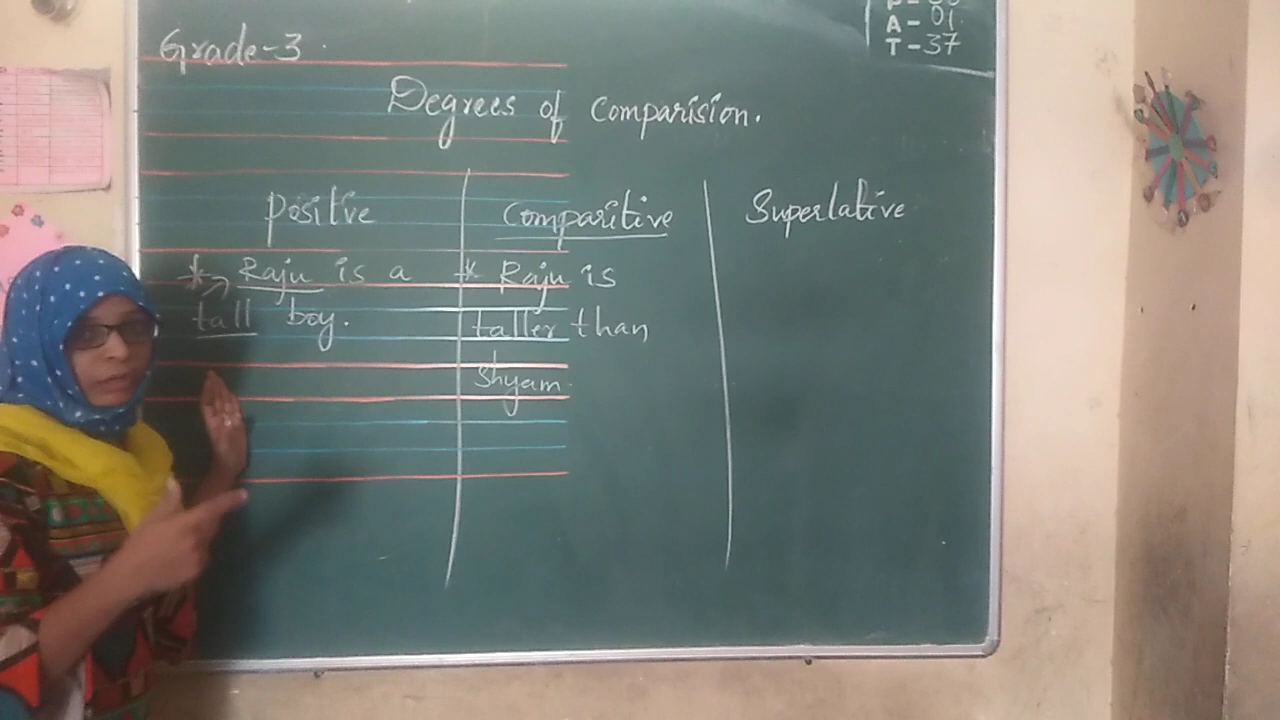 Grade-3.
A - 01
T - 37
Degrees of Comparision.
Positive
Comparitive
Superlative
* → Raju is a
tall boy.
* Raju is
taller than
Shyam.